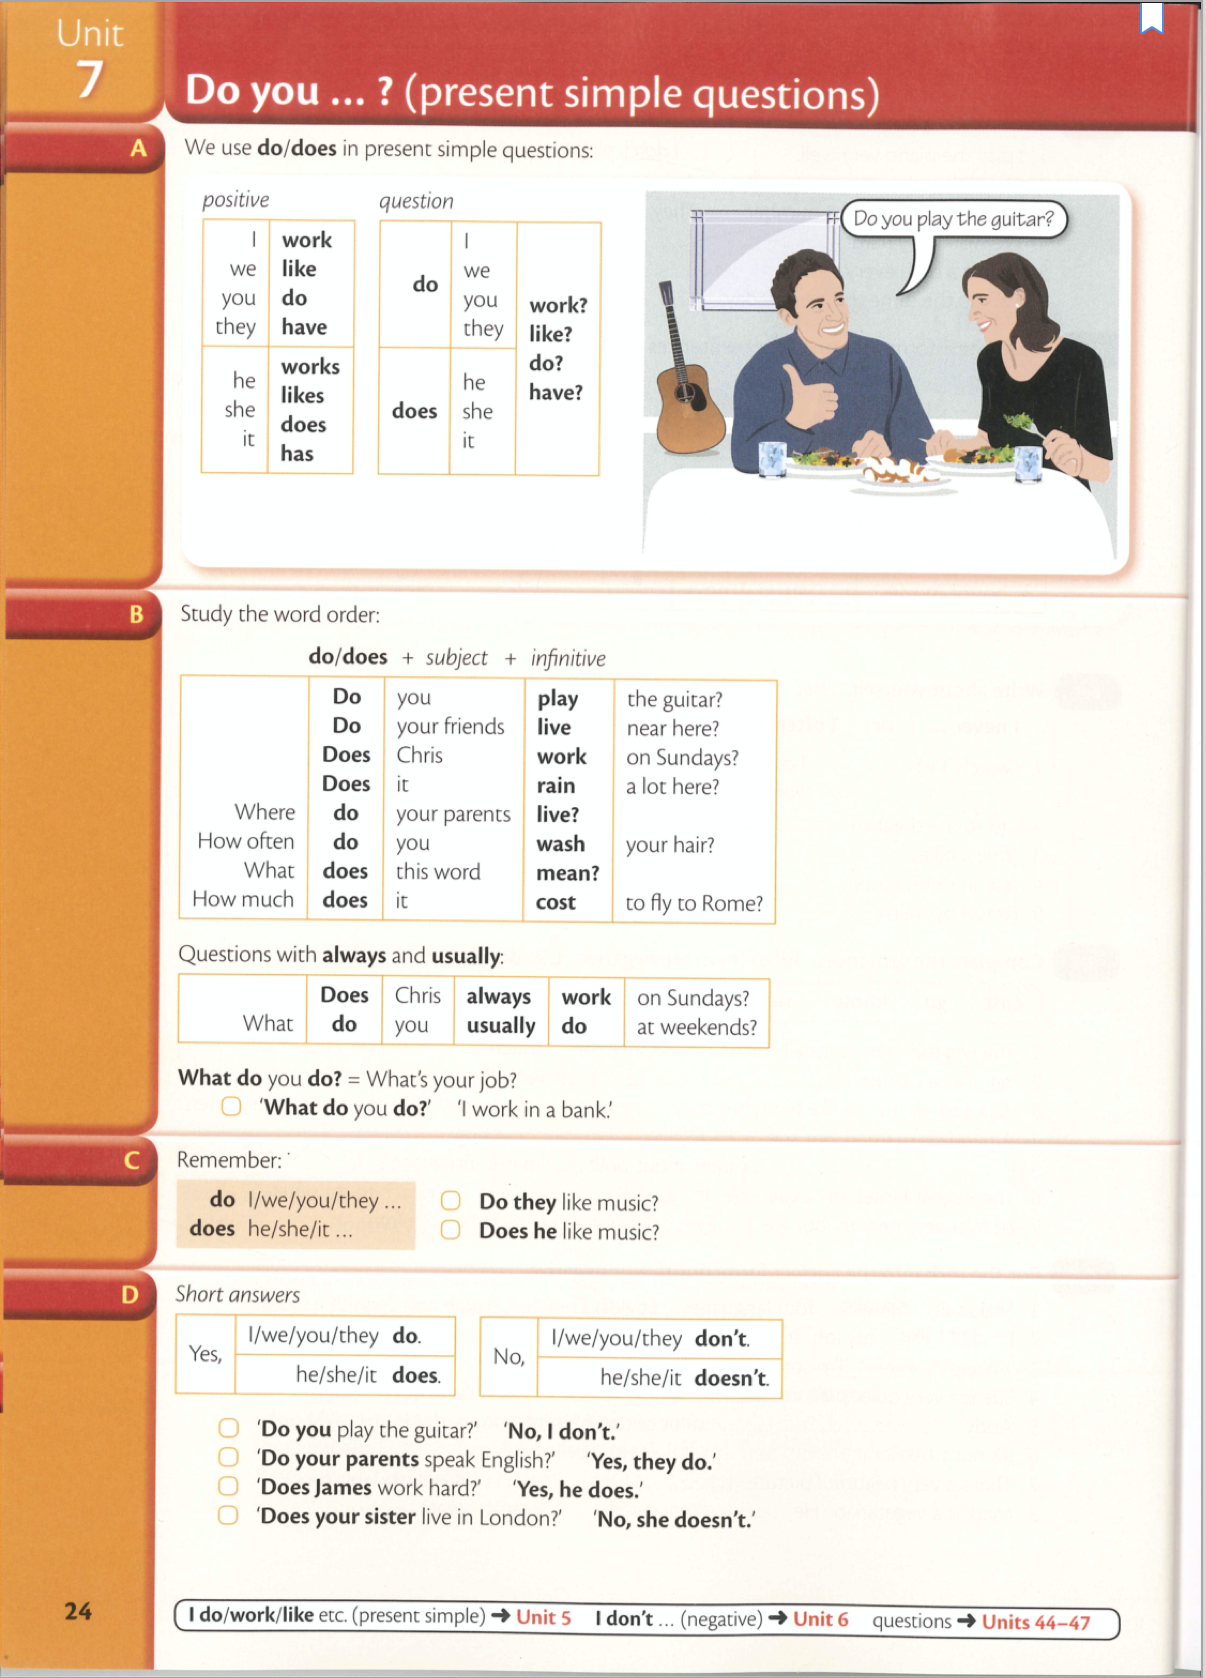 Unit
7
Do you ... ? (present simple questions)
A
We use do/does in present simple questions:
positive
I work
we like
you do
they have
he works
she likes
it does
has
question
do I
we
you
they
does he
she
it
work?
like?
do?
have?
Do you play the guitar?
B
Study the word order:
do/does + subject + infinitive
Do you play the guitar?
Do your friends live near here?
Does Chris work on Sundays?
Does it rain a lot here?
Where do your parents live?
How often do you wash your hair?
What does this word mean?
How much does it cost to fly to Rome?
Questions with always and usually:
Does Chris always work on Sundays?
What do you usually do at weekends?
What do you do? = What's your job?
'What do you do?' 'I work in a bank.'
C
Remember:
do I/we/you/they ...
does he/she/it ...
Do they like music?
Does he like music?
D
Short answers
Yes, I/we/you/they do.
he/she/it does.
No, I/we/you/they don't.
he/she/it doesn't.
'Do you play the guitar?' 'No, I don't.'
'Do your parents speak English?' 'Yes, they do.'
'Does James work hard?' 'Yes, he does.'
'Does your sister live in London?' 'No, she doesn't.'
24
I do/work/like etc. (present simple) ➜ Unit 5 I don't ... (negative) ➜ Unit 6 questions ➜ Units 44–47